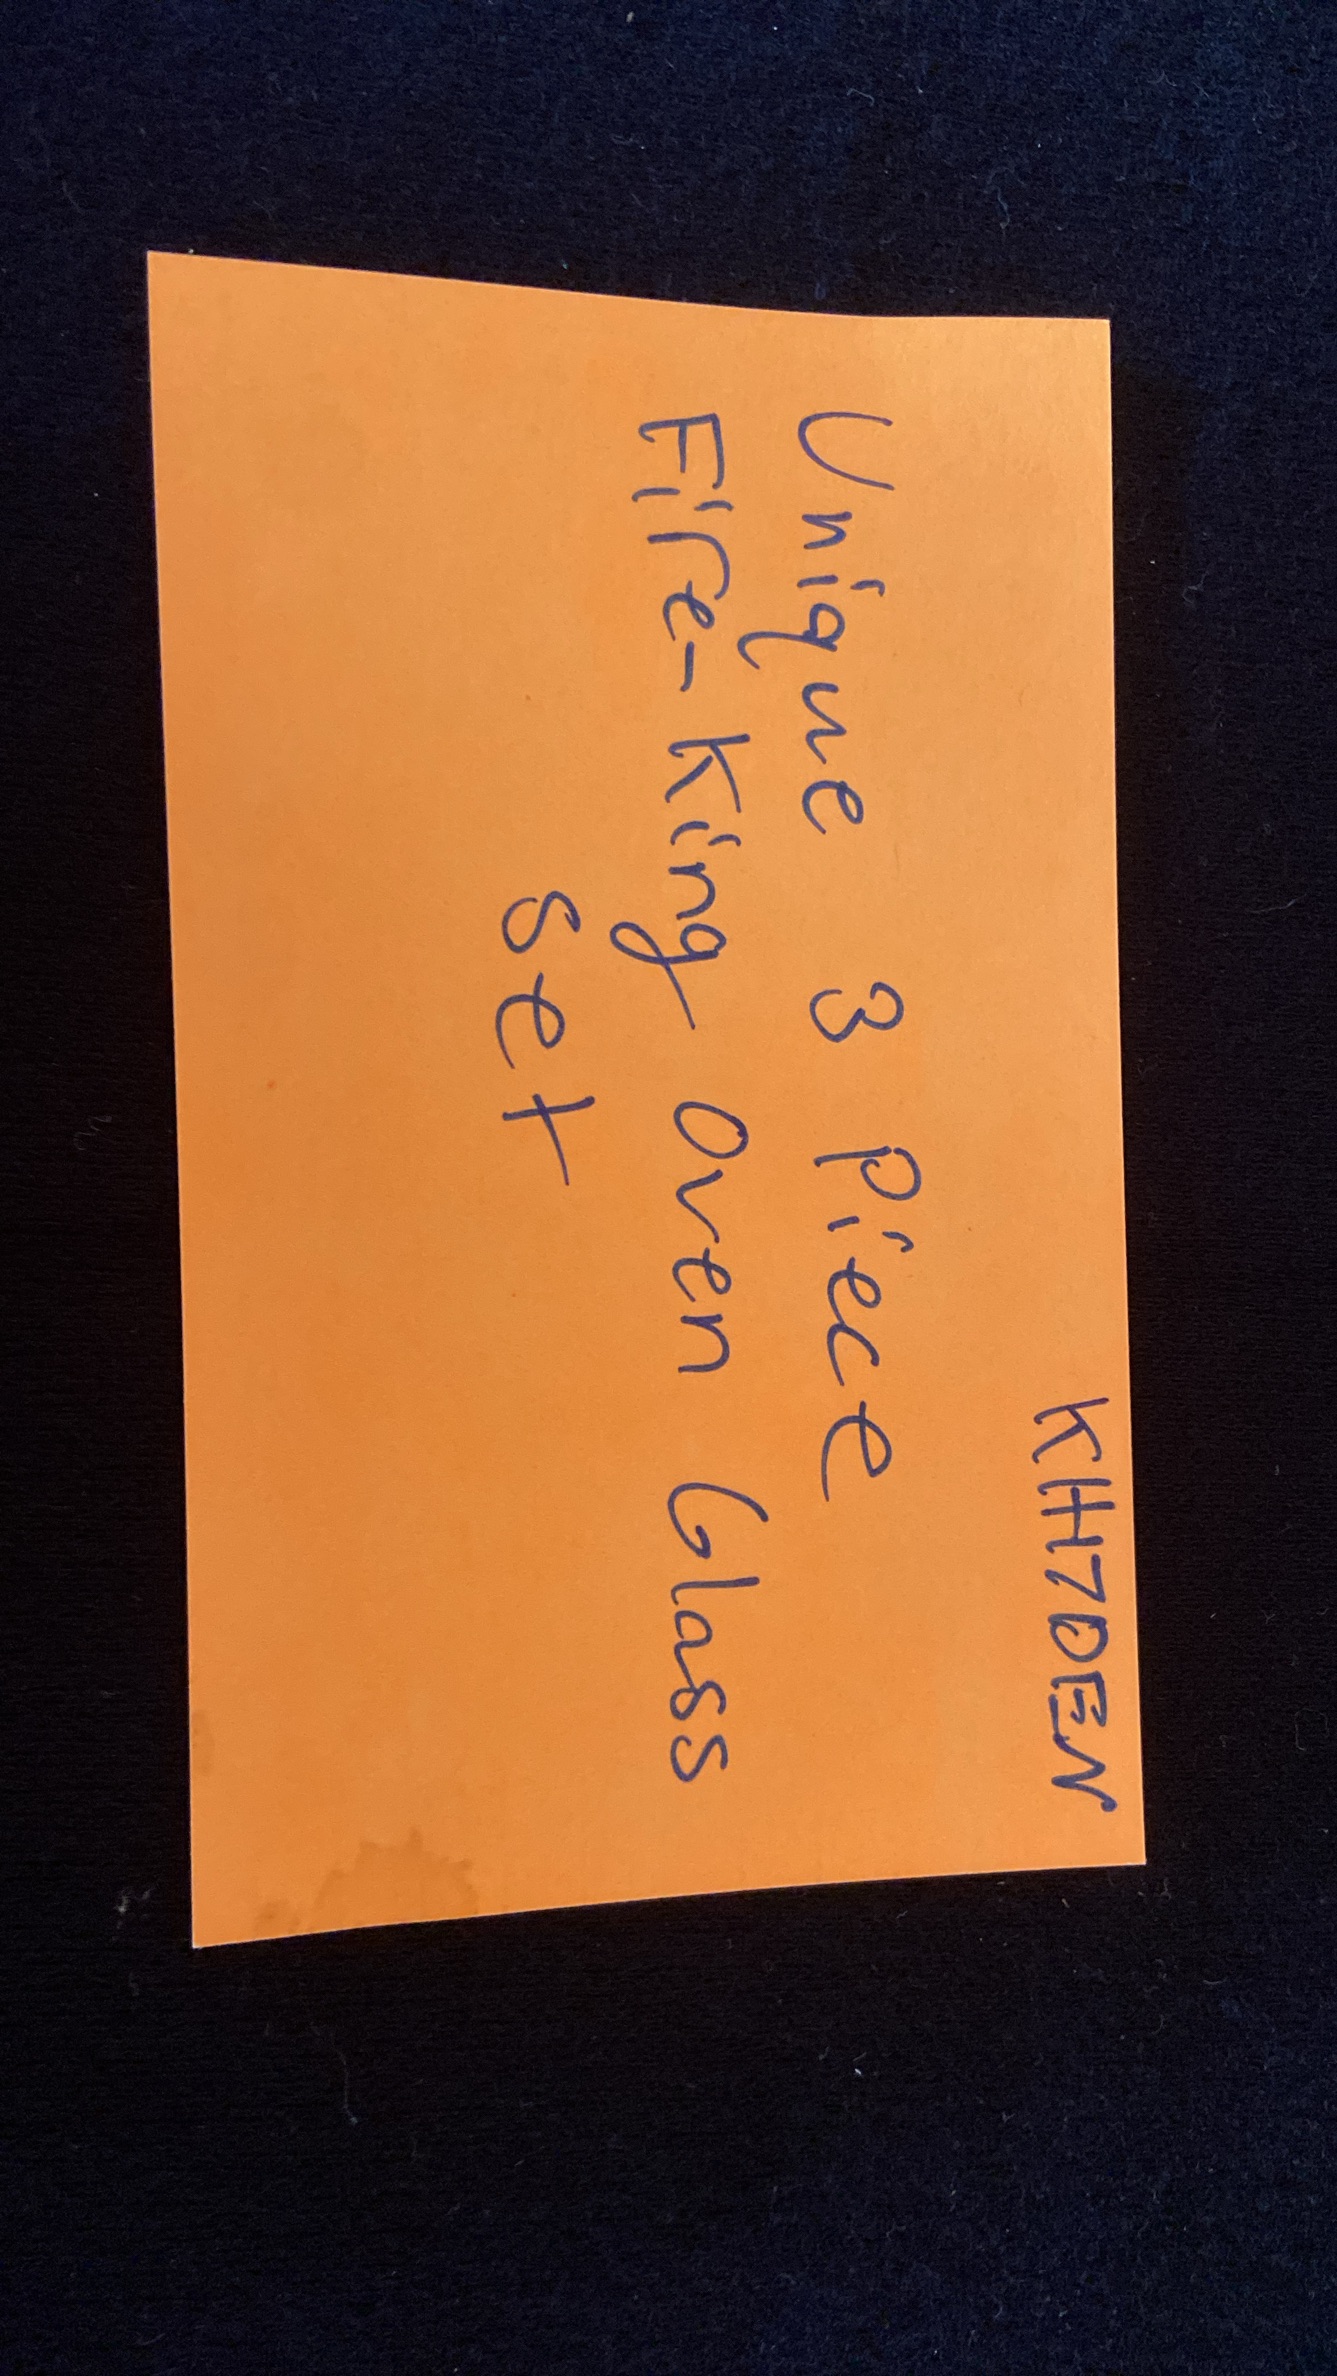 KH7DEN
Unique 3 Piece
Fire-King Oven Glass
set